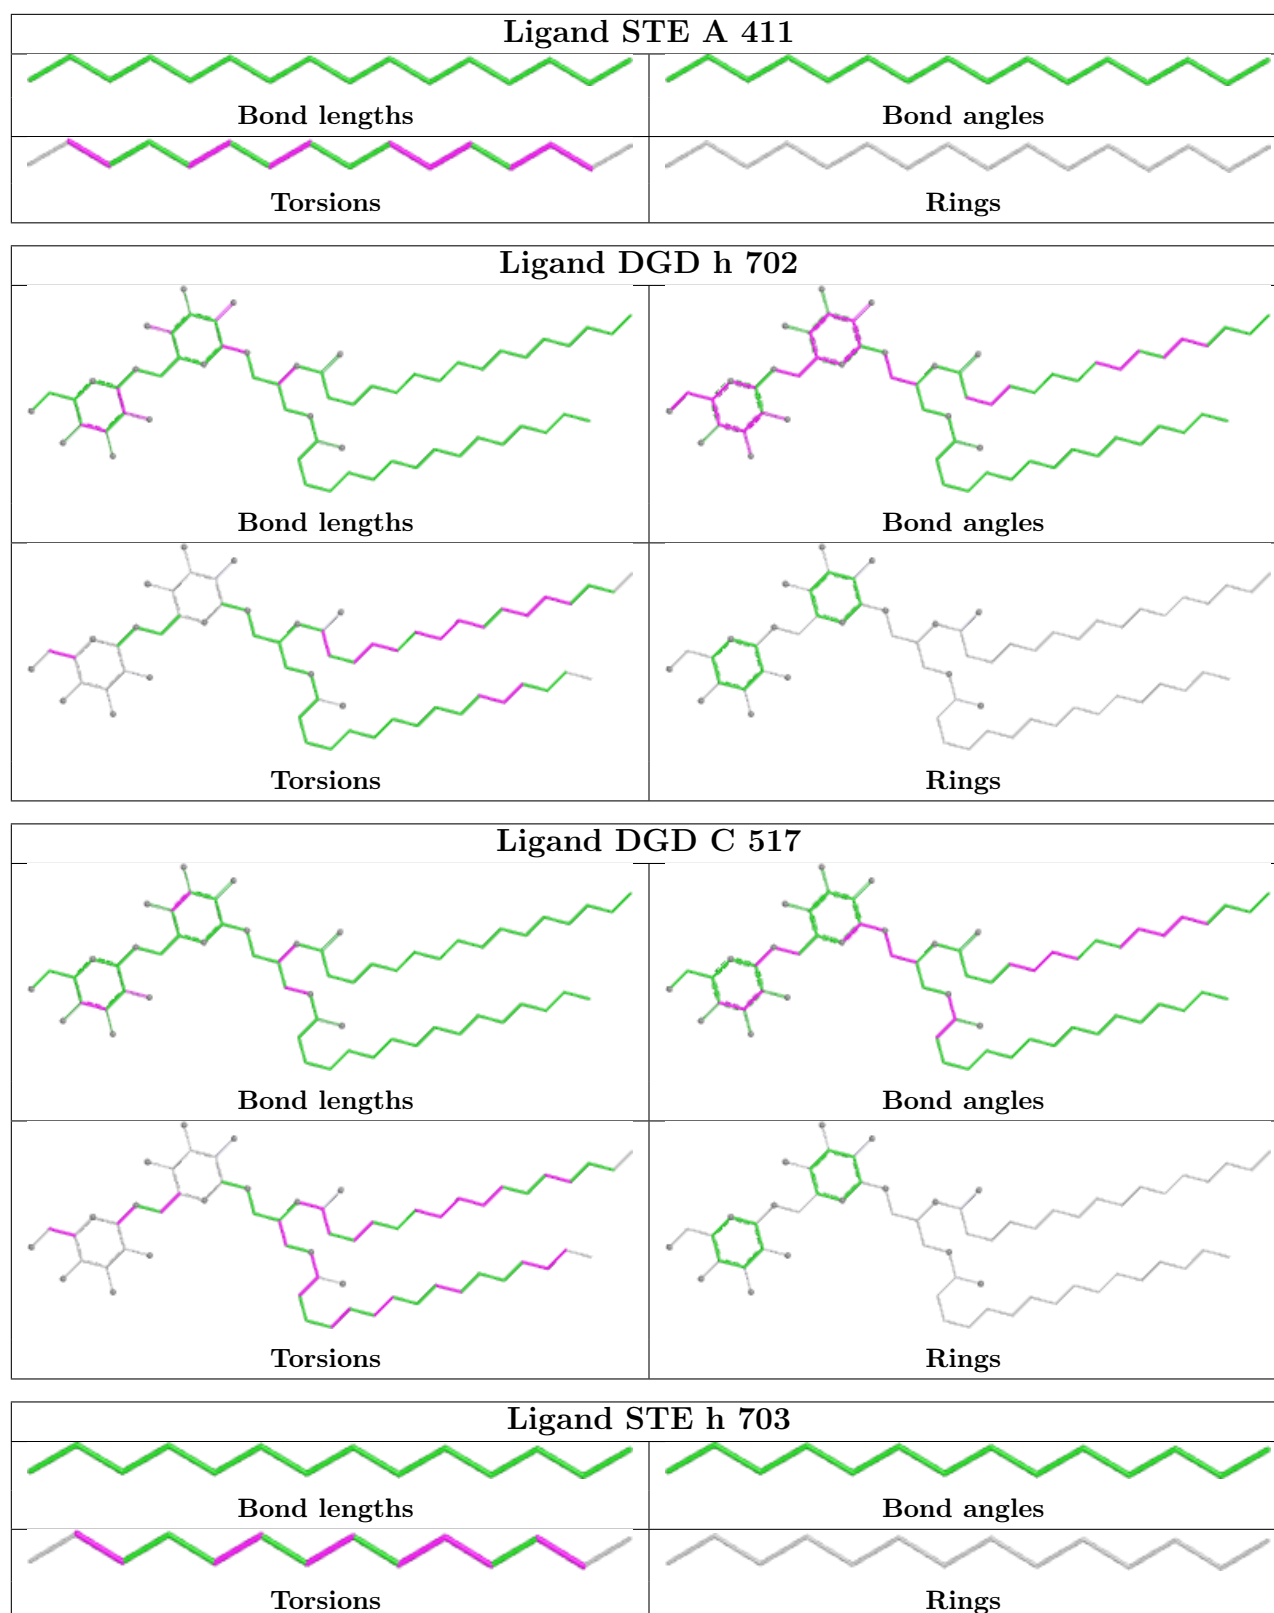 Ligand STE A 411
Bond lengths
Bond angles
Torsions
Rings
Ligand DGD h 702
Bond lengths
Bond angles
Torsions
Rings
Ligand DGD C 517
Bond lengths
Bond angles
Torsions
Rings
Ligand STE h 703
Bond lengths
Bond angles
Torsions
Rings